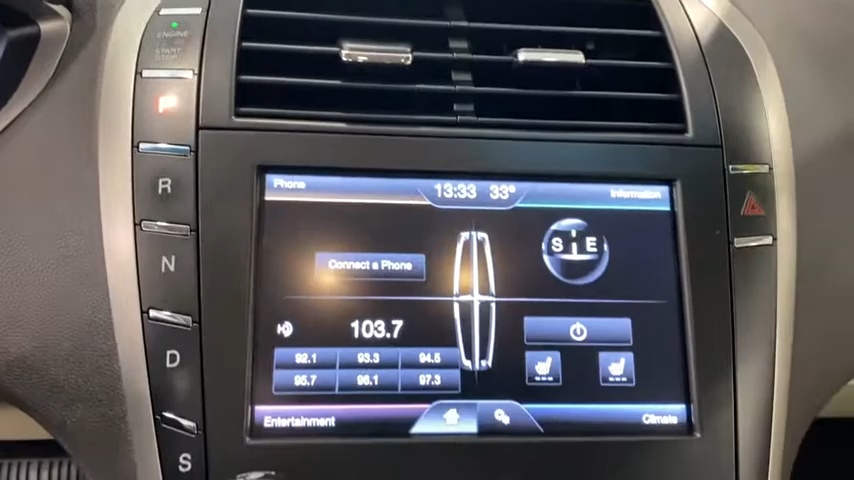 ENGINE
START
STOP
P
R
N
D
S
Phone
13:33 33°
Information
Connect a Phone
S E
103.7
92.1 93.3 94.5
95.7 96.1 97.3
Entertainment
Climate